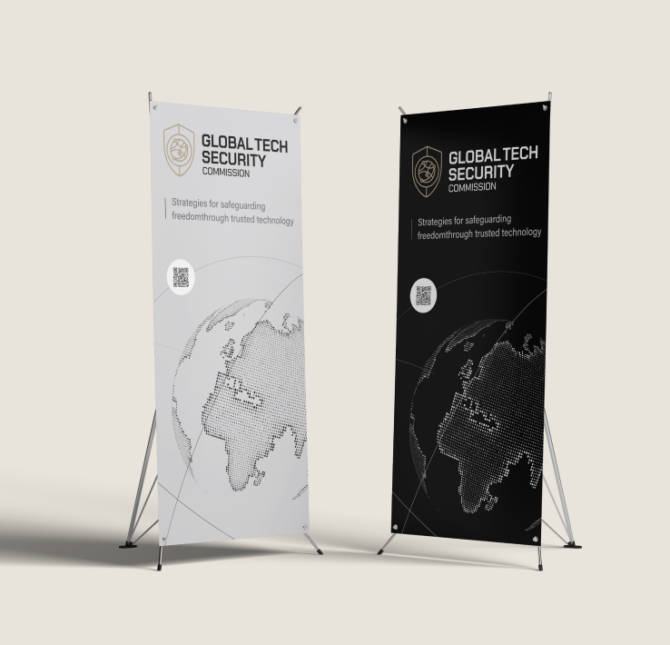 GLOBAL TECH
SECURITY
COMMISSION
Strategies for safeguarding
freedomthrough trusted technology
GLOBAL TECH
SECURITY
COMMISSION
Strategies for safeguarding
freedomthrough trusted technology